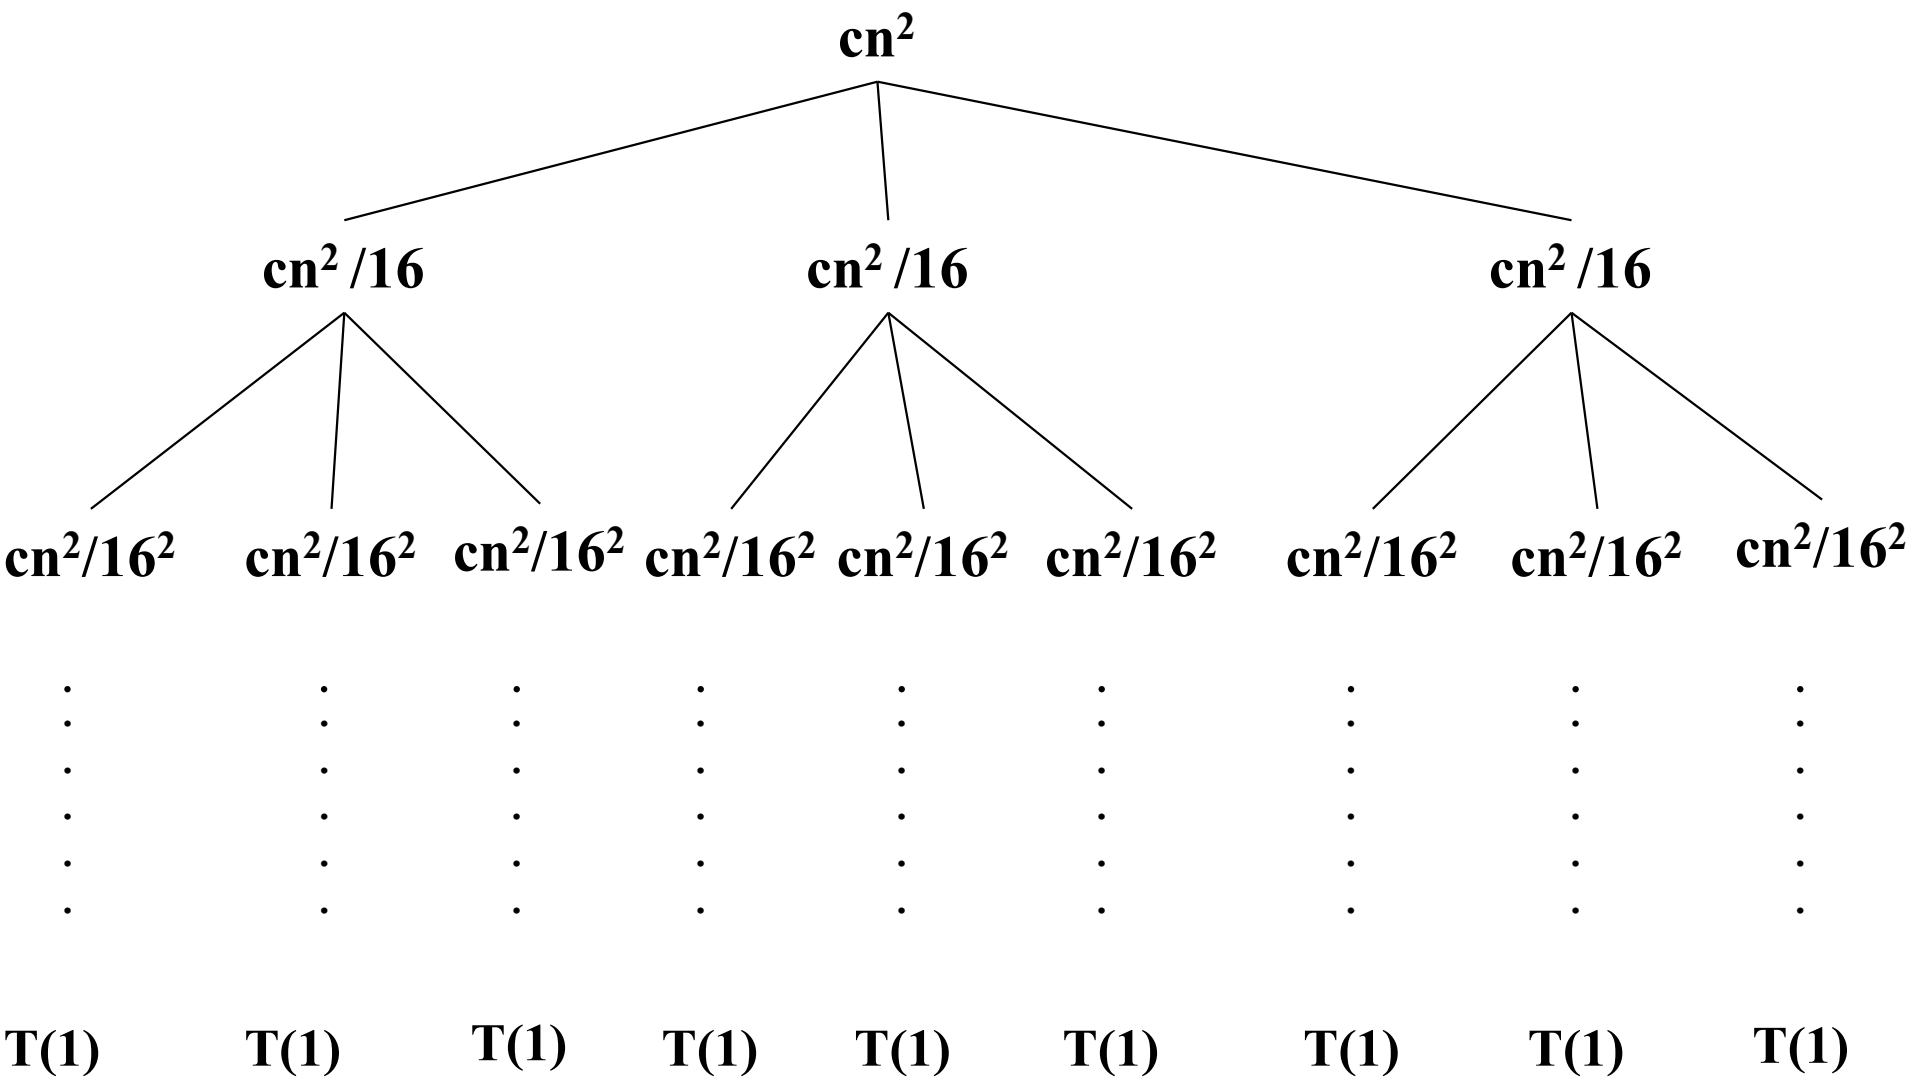 cn²
cn² /16 cn² /16 cn² /16
cn²/16² cn²/16² cn²/16² cn²/16² cn²/16² cn²/16² cn²/16² cn²/16² cn²/16²
T(1) T(1) T(1) T(1) T(1) T(1) T(1) T(1) T(1)